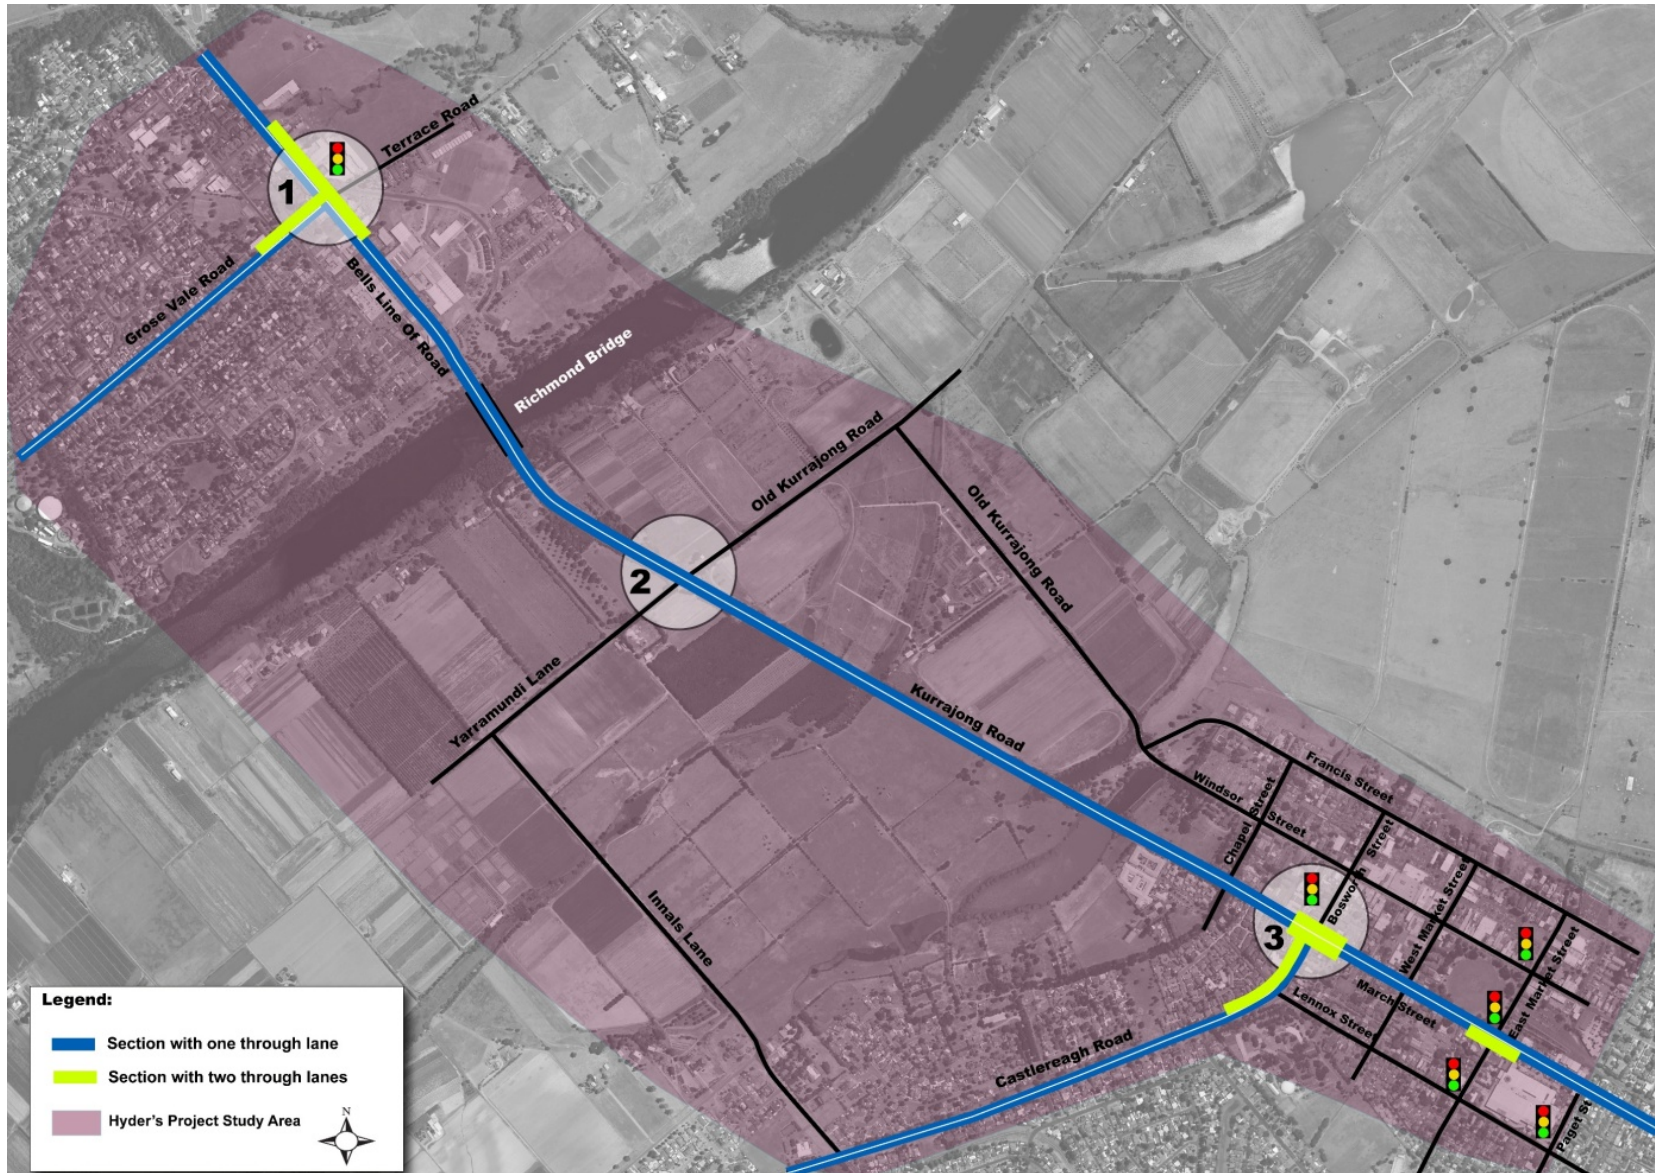 Terrace Road
1
Grose Vale Road
Bells Line Of Road
Richmond Bridge
Old Kurrajong Road
Old Kurrajong Road
2
Yarramundi Lane
Kurrajong Road
Innals Lane
Francis Street
Windsor Street
Chapel Street
Bosworth Street
West Market Street
East Market Street
3
March Street
Lennox Street
Castlereagh Road
Paget St
Legend:
Section with one through lane
Section with two through lanes
Hyder's Project Study Area
N